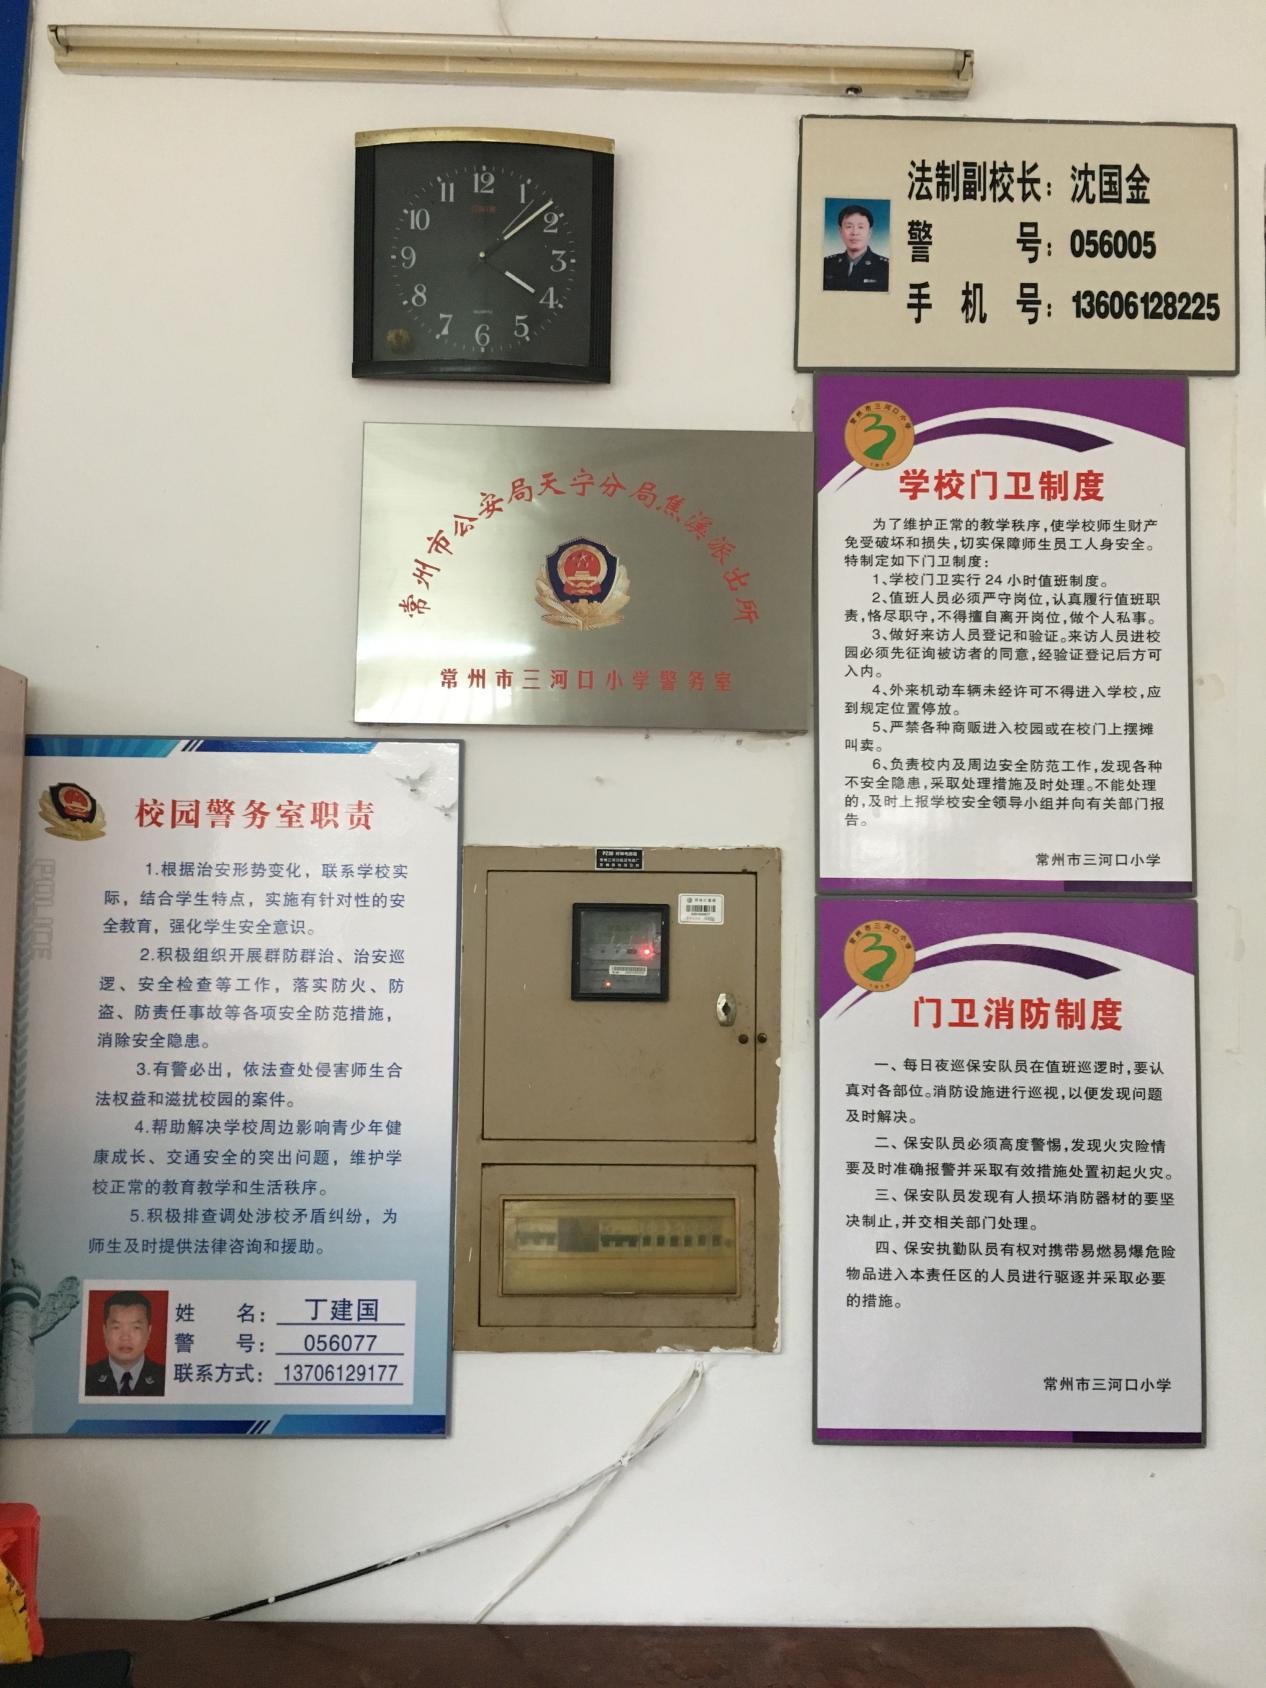 12
1
2
3
4
5
6
7
8
9
10
11
法制副校长：沈国金
警 号：056005
手 机 号：13606128225
常州市公安局天宁分局焦溪派出所
常州市三河口小学警务室
常州市三河口小学
学校门卫制度
为了维护正常的教学秩序,使学校师生财产
免受破坏和损失,切实保障师生员工人身安全。
特制定如下门卫制度：
1、学校门卫实行 24 小时值班制度。
2、值班人员必须严守岗位,认真履行值班职
责,恪尽职守,不得擅自离开岗位,做个人私事。
3、做好来访人员登记和验证。来访人员进校
园必须先征询被访者的同意,经验证登记后方可
入内。
4、外来机动车辆未经许可不得进入学校,应
到规定位置停放。
5、严禁各种商贩进入校园或在校门上摆摊
叫卖。
6、负责校内及周边安全防范工作,发现各种
不安全隐患,采取处理措施及时处理。不能处理
的,及时上报学校安全领导小组并向有关部门报
告。
常州市三河口小学
校园警务室职责
POLICE
1.根据治安形势变化，联系学校实
际，结合学生特点，实施有针对性的安
全教育，强化学生安全意识。
2.积极组织开展群防群治、治安巡
逻、安全检查等工作，落实防火、防
盗、防责任事故等各项安全防范措施，
消除安全隐患。
3.有警必出，依法查处侵害师生合
法权益和滋扰校园的案件。
4.帮助解决学校周边影响青少年健
康成长、交通安全的突出问题，维护学
校正常的教育教学和生活秩序。
5.积极排查调处涉校矛盾纠纷，为
师生及时提供法律咨询和援助。
姓 名：丁建国
警 号：056077
联系方式：13706129177
常州市三河口小学
门卫消防制度
一、每日夜巡保安队员在值班巡逻时,要认
真对各部位。消防设施进行巡视,以便发现问题
及时解决。
二、保安队员必须高度警惕,发现火灾险情
要及时准确报警并采取有效措施处置初起火灾。
三、保安队员发现有人损坏消防器材的要坚
决制止,并交相关部门处理。
四、保安执勤队员有权对携带易燃易爆危险
物品进入本责任区的人员进行驱逐并采取必要
的措施。
常州市三河口小学